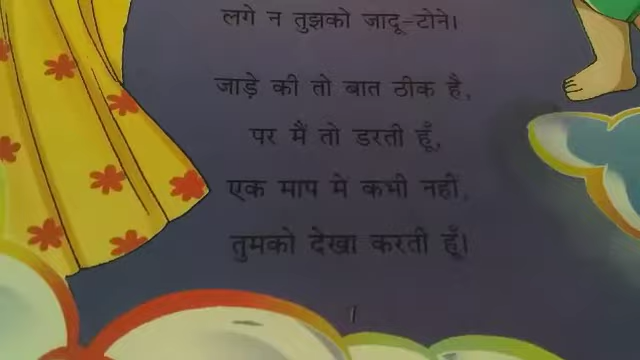 लगे न तुझको जादू-टोने।
जाड़े की तो बात ठीक है,
पर मैं तो डरती हूँ,
एक माप में कभी नहीं,
तुमको देखा करती हूँ।